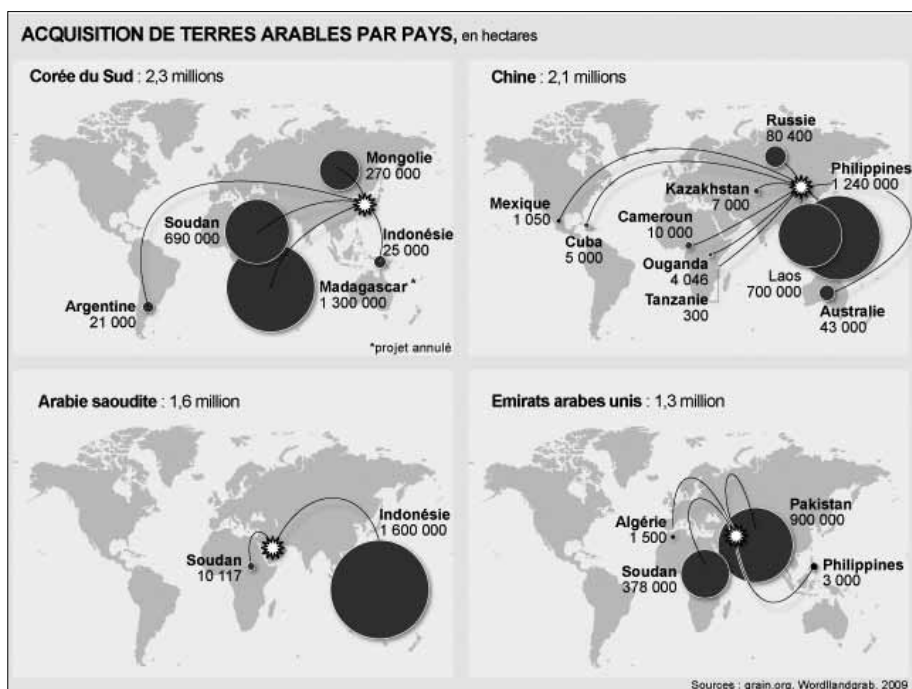 ACQUISITION DE TERRES ARABLES PAR PAYS, en hectares
Corée du Sud : 2,3 millions
Mongolie
270 000
Soudan
690 000
Indonésie
25 000
Madagascar*
1 300 000
Argentine
21 000
*projet annulé
Chine : 2,1 millions
Russie
80 400
Philippines
1 240 000
Kazakhstan
7 000
Mexique
1 050
Cameroun
10 000
Cuba
5 000
Ouganda
4 046
Laos
700 000
Tanzanie
300
Australie
43 000
Arabie saoudite : 1,6 million
Indonésie
1 600 000
Soudan
10 117
Emirats arabes unis : 1,3 million
Pakistan
900 000
Algérie
1 500
Soudan
378 000
Philippines
3 000
Sources : grain.org, Wordllandgrab, 2009